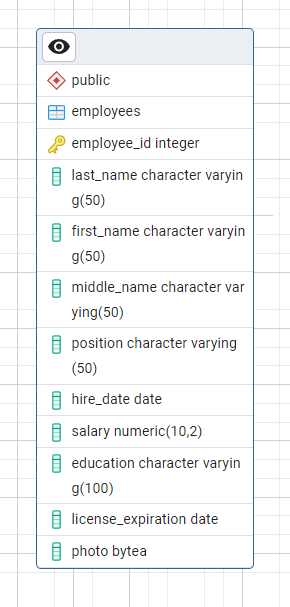 public
employees
employee_id integer
last_name character varyin
g(50)
first_name character varyin
g(50)
middle_name character var
ying(50)
position character varying
(50)
hire_date date
salary numeric(10,2)
education character varyin
g(100)
license_expiration date
photo bytea